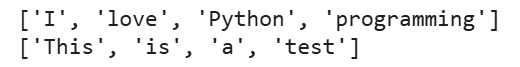 ['I', 'love', 'Python', 'programming']
['This', 'is', 'a', 'test']